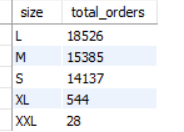 size total_orders
L 18526
M 15385
S 14137
XL 544
XXL 28